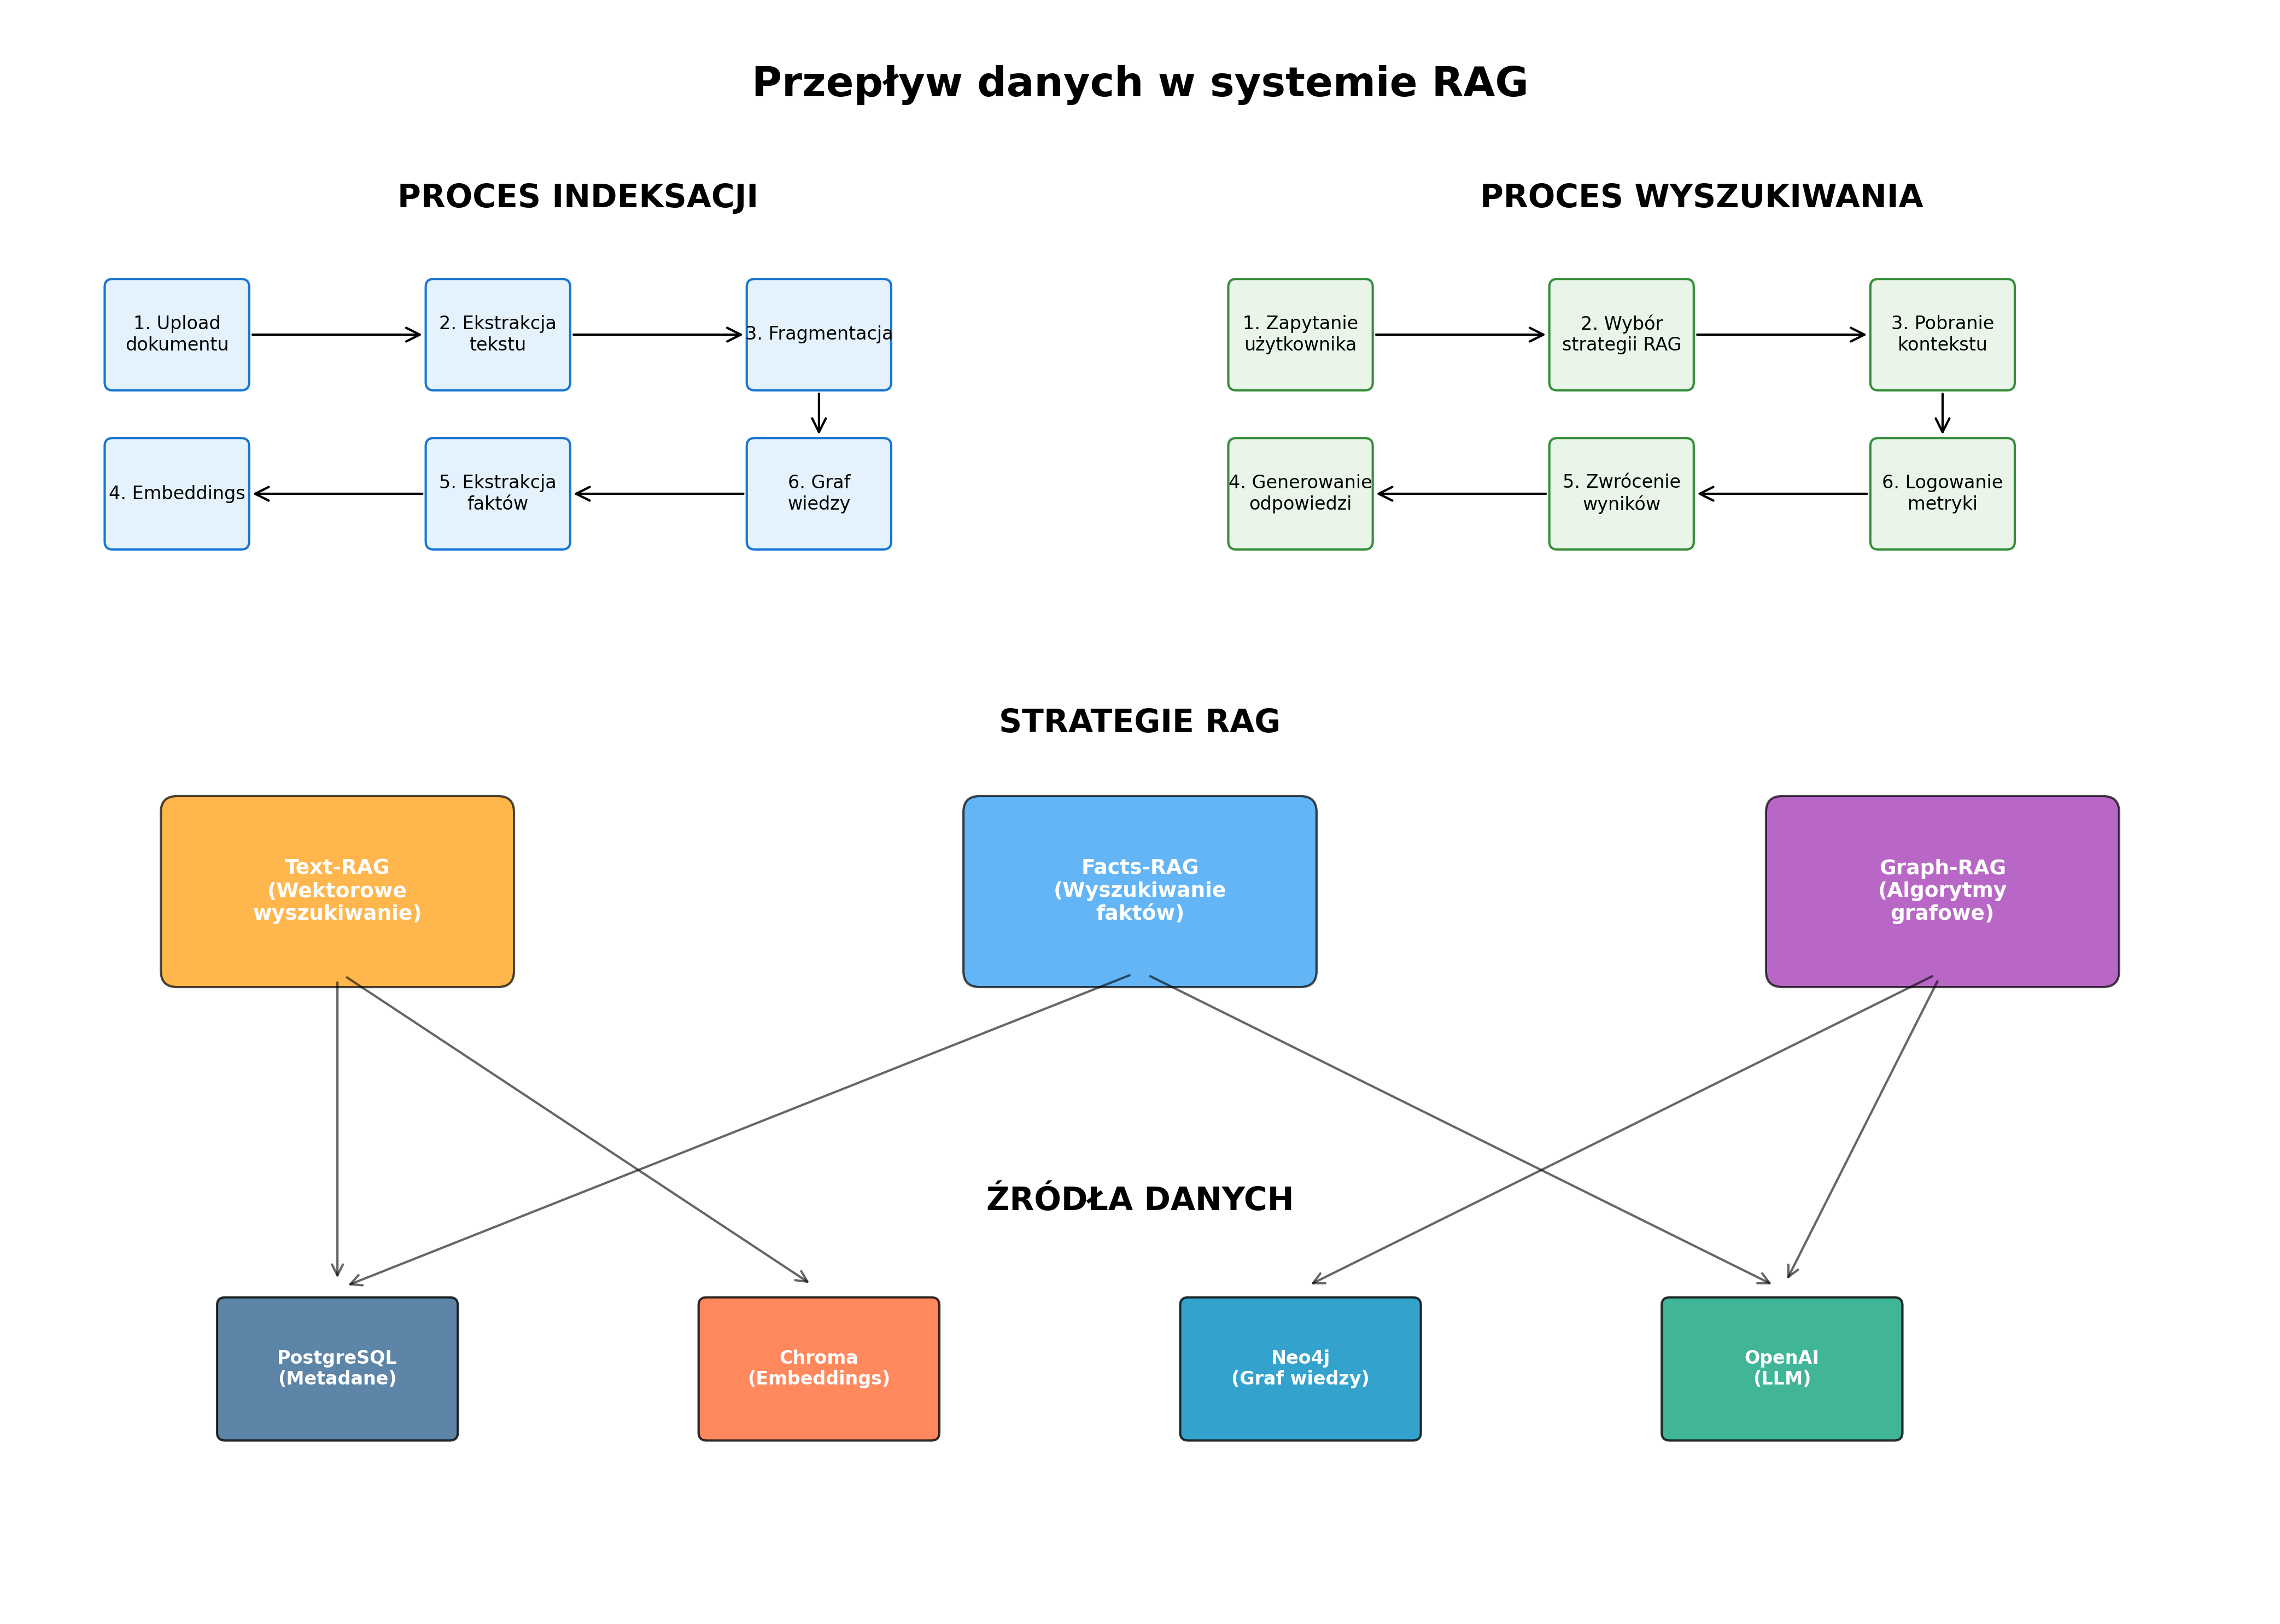 Przepływ danych w systemie RAG
PROCES INDEKSACJI
1. Upload
dokumentu
2. Ekstrakcja
tekstu
3. Fragmentacja
4. Embeddings
5. Ekstrakcja
faktów
6. Graf
wiedzy
PROCES WYSZUKIWANIA
1. Zapytanie
użytkownika
2. Wybór
strategii RAG
3. Pobranie
kontekstu
4. Generowanie
odpowiedzi
5. Zwrócenie
wyników
6. Logowanie
metryki
STRATEGIE RAG
Text-RAG
(Wektorowe
wyszukiwanie)
Facts-RAG
(Wyszukiwanie
faktów)
Graph-RAG
(Algorytmy
grafowe)
ŹRÓDŁA DANYCH
PostgreSQL
(Metadane)
Chroma
(Embeddings)
Neo4j
(Graf wiedzy)
OpenAI
(LLM)